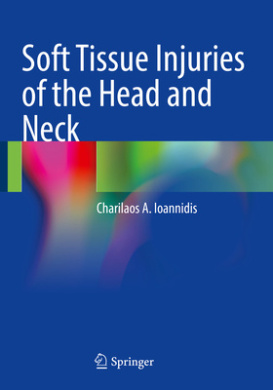 Soft Tissue Injuries
of the Head and
Neck
Charilaos A. Ioannidis
Springer